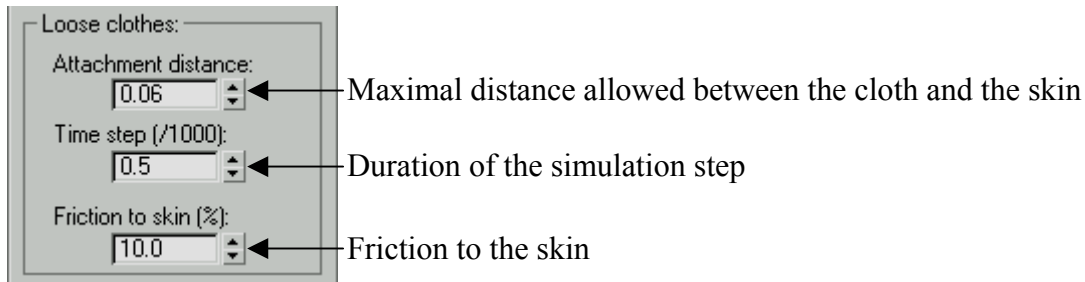 Loose clothes:
Attachment distance:
0.06
Maximal distance allowed between the cloth and the skin
Time step (/1000):
0.5
Duration of the simulation step
Friction to skin (%):
10.0
Friction to the skin